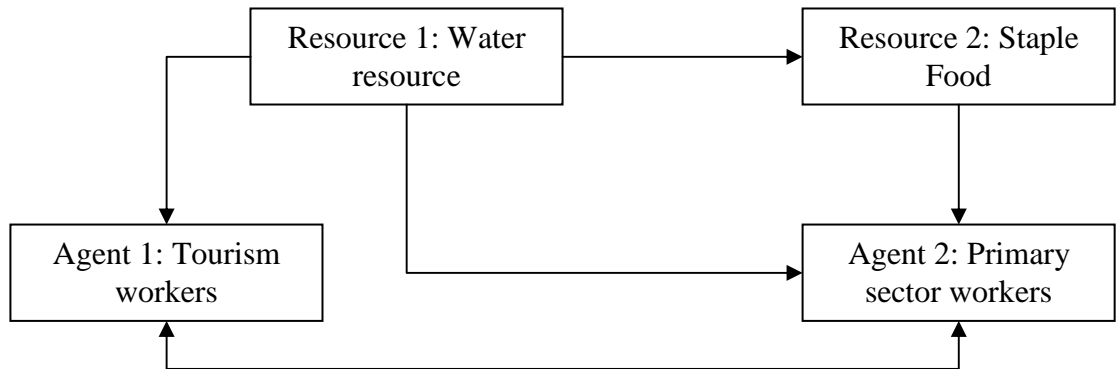 Resource 1: Water
resource
Resource 2: Staple
Food
Agent 1: Tourism
workers
Agent 2: Primary
sector workers